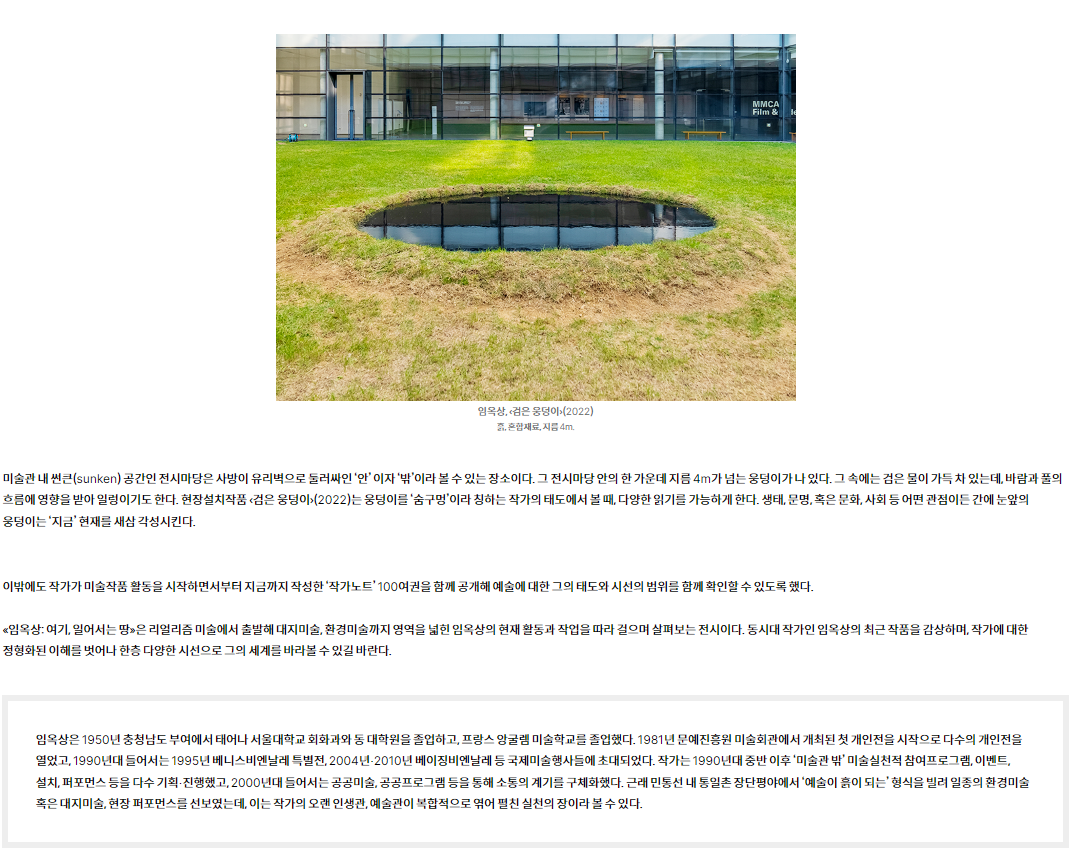 MMCA
Film &
임옥상, ‹검은 웅덩이›(2022)
흙, 혼합재료, 지름 4m.
미술관 내 썬큰(sunken) 공간인 전시마당은 사방이 유리벽으로 둘러싸인 ‘안’ 이자 ‘밖’이라 볼 수 있는 장소이다. 그 전시마당 안의 한 가운데 지름 4m가 넘는 웅덩이가 나 있다. 그 속에는 검은 물이 가득 차 있는데, 바람과 풀의
흐름에 영향을 받아 일렁이기도 한다. 현장설치작품 ‹검은 웅덩이›(2022)는 웅덩이를 ‘숨구멍’이라 칭하는 작가의 태도에서 볼 때, 다양한 읽기를 가능하게 한다. 생태, 문명, 혹은 문화, 사회 등 어떤 관점이든 간에 눈앞의
웅덩이는 ‘지금’ 현재를 새삼 각성시킨다.
이밖에도 작가가 미술작품 활동을 시작하면서부터 지금까지 작성한 ‘작가노트’ 100여권을 함께 공개해 예술에 대한 그의 태도와 시선의 범위를 함께 확인할 수 있도록 했다.
«임옥상: 여기, 일어서는 땅»은 리얼리즘 미술에서 출발해 대지미술, 환경미술까지 영역을 넓힌 임옥상의 현재 활동과 작업을 따라 걸으며 살펴보는 전시이다. 동시대 작가인 임옥상의 최근 작품을 감상하며, 작가에 대한
정형화된 이해를 벗어나 한층 다양한 시선으로 그의 세계를 바라볼 수 있길 바란다.
임옥상은 1950년 충청남도 부여에서 태어나 서울대학교 회화과와 동 대학원을 졸업하고, 프랑스 앙굴렘 미술학교를 졸업했다. 1981년 문예진흥원 미술회관에서 개최된 첫 개인전을 시작으로 다수의 개인전을
열었고, 1990년대 들어서는 1995년 베니스비엔날레 특별전, 2004년·2010년 베이징비엔날레 등 국제미술행사들에 초대되었다. 작가는 1990년대 중반 이후 ‘미술관 밖’ 미술실천적 참여프로그램, 이벤트,
설치, 퍼포먼스 등을 다수 기획·진행했고, 2000년대 들어서는 공공미술, 공공프로그램 등을 통해 소통의 계기를 구체화했다. 근래 민통선 내 통일촌 장단평야에서 ‘예술이 흙이 되는’ 형식을 빌려 일종의 환경미술
혹은 대지미술, 현장 퍼포먼스를 선보였는데, 이는 작가의 오랜 인생관, 예술관이 복합적으로 엮어 펼친 실천의 장이라 볼 수 있다.